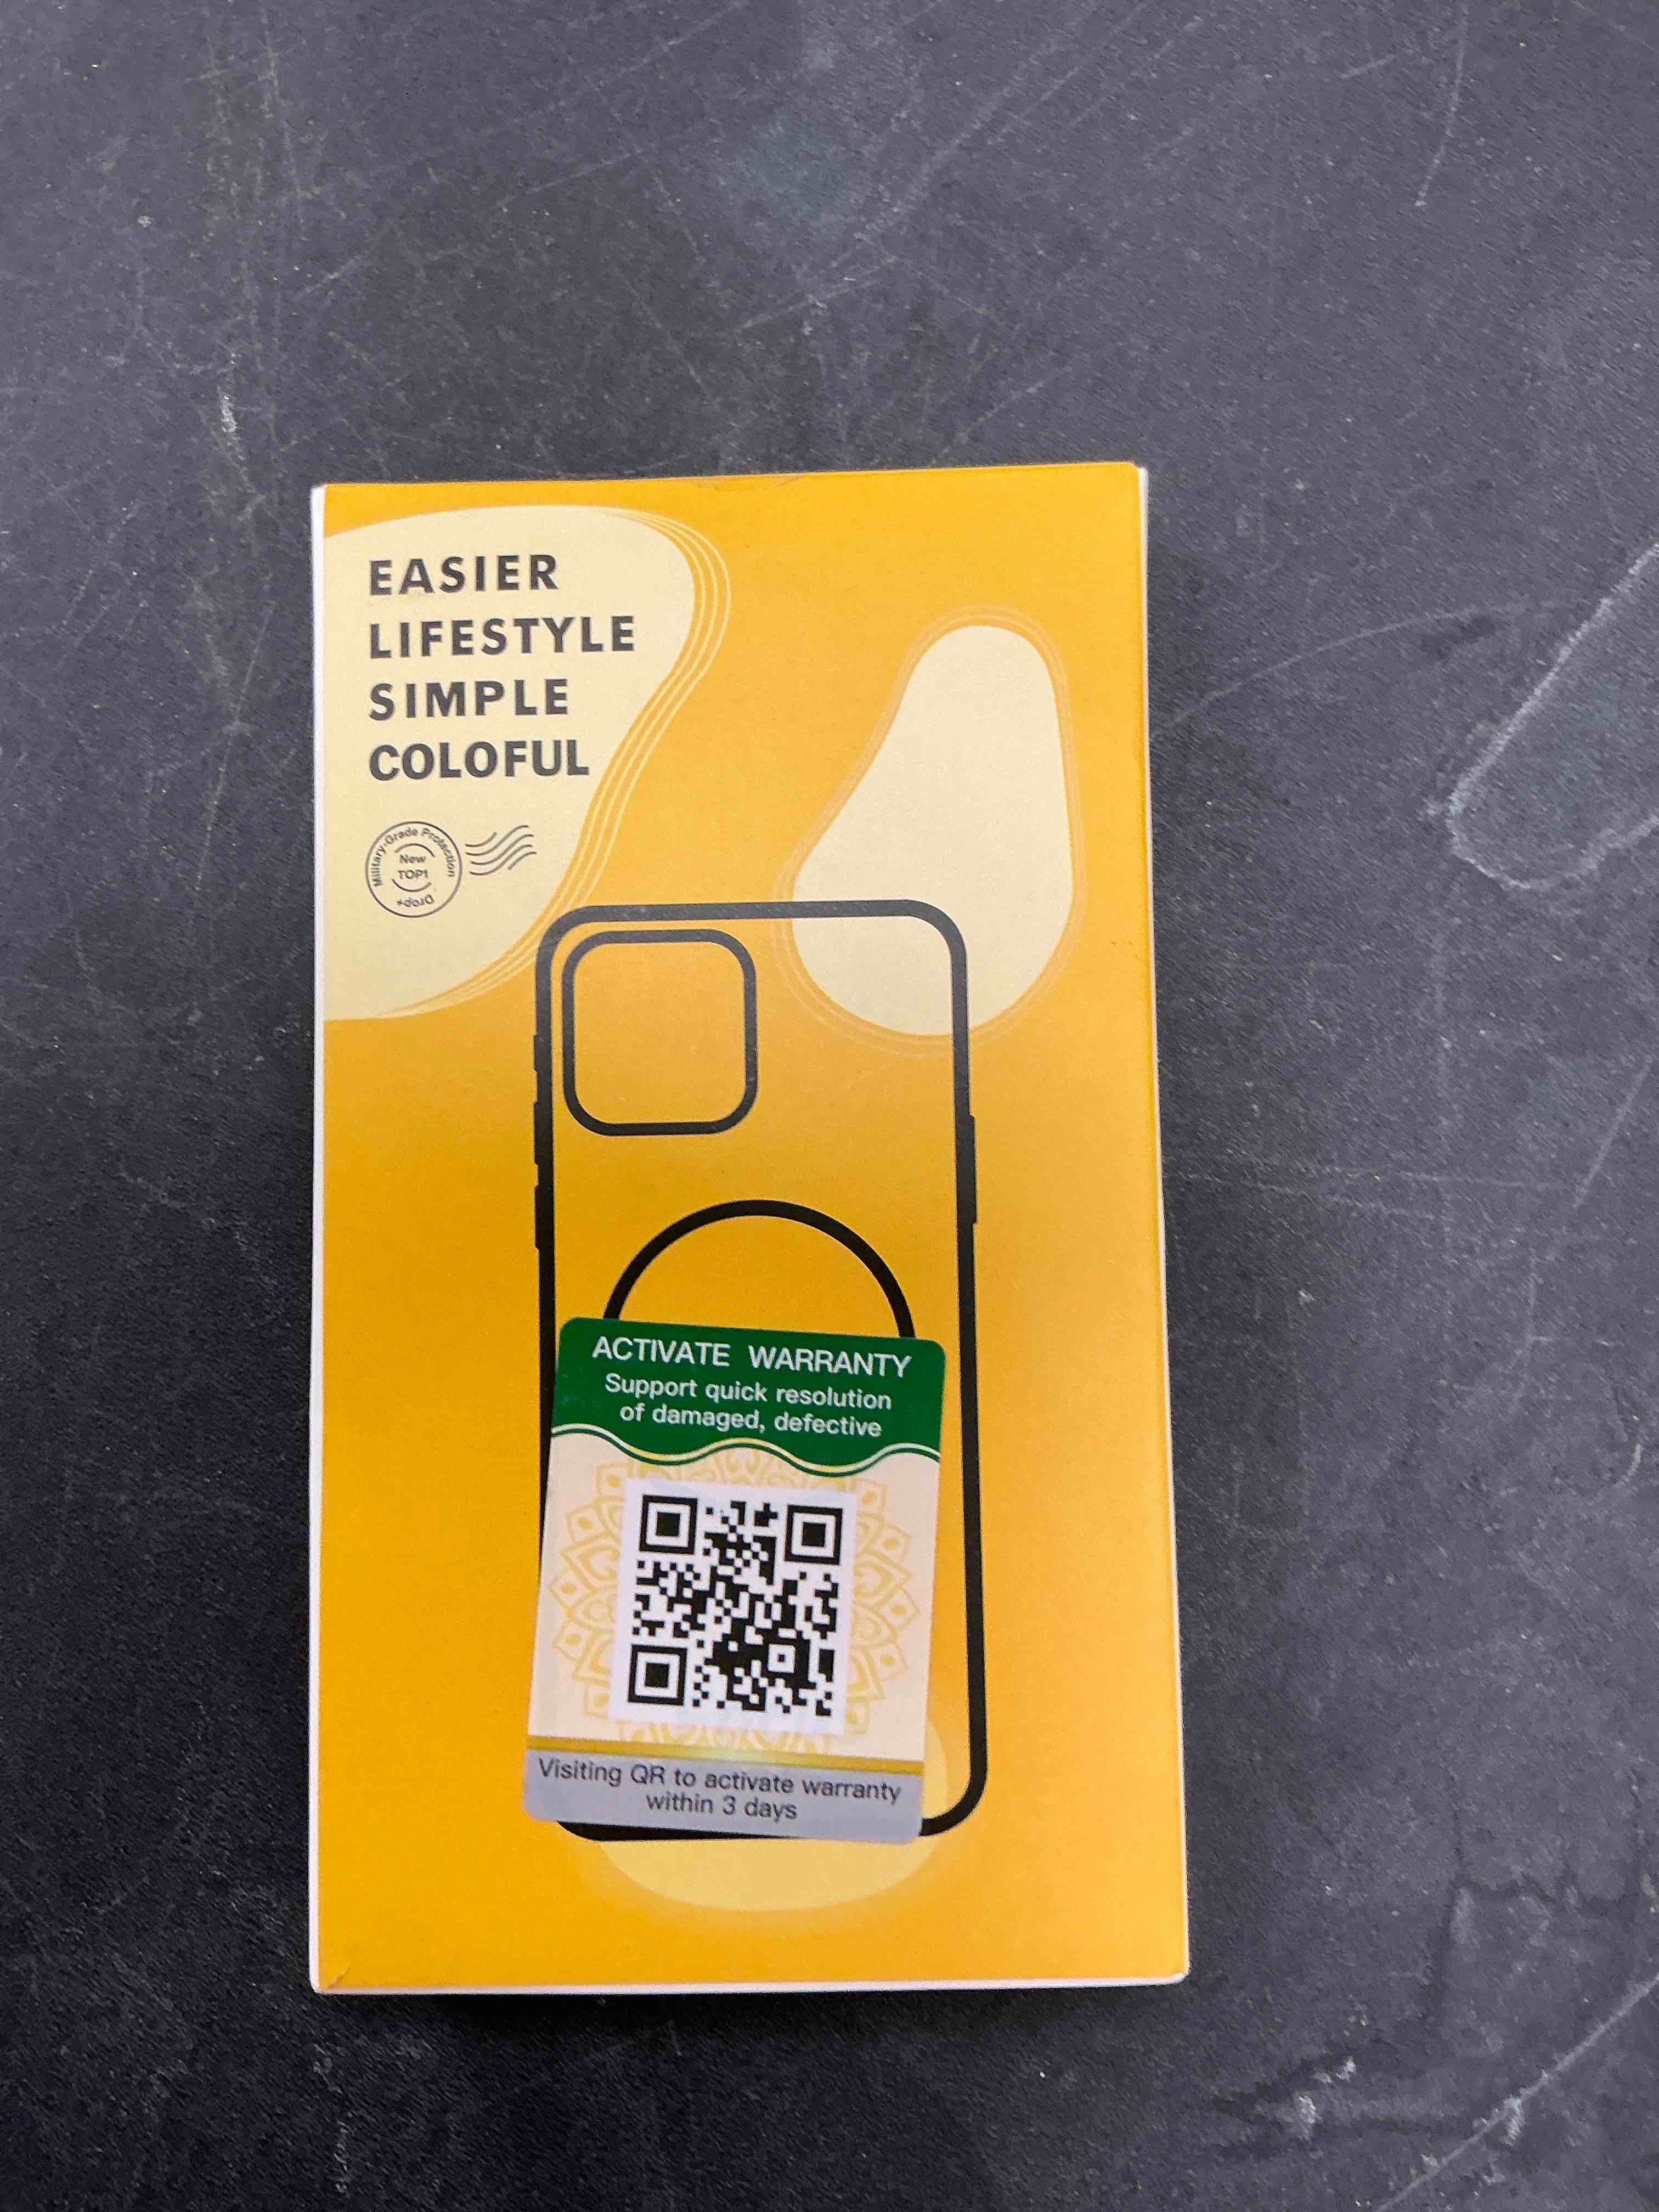 EASIER
LIFESTYLE
SIMPLE
COLOFUL
Military-Grade Protection
New
TOP1
Drop+
ACTIVATE WARRANTY
Support quick resolution
of damaged, defective
Visiting QR to activate warranty
within 3 days